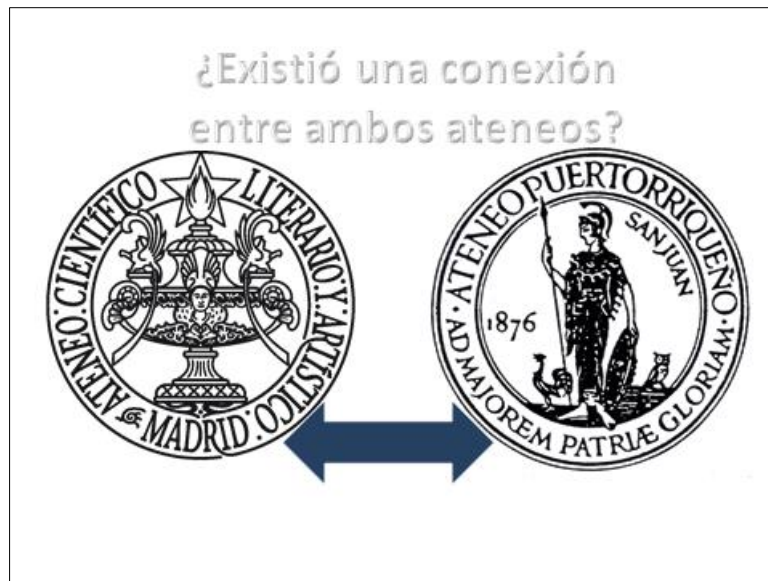 ¿Existió una conexión
entre ambos ateneos?
ATENEO·CIENTÍFICO LITERARIO·Y·ARTÍSTICO·MADRID·
·ATENEO PUERTORRIQUEÑO·
SAN JUAN
1876
AD MAJOREM PATRIÆ GLORIAM